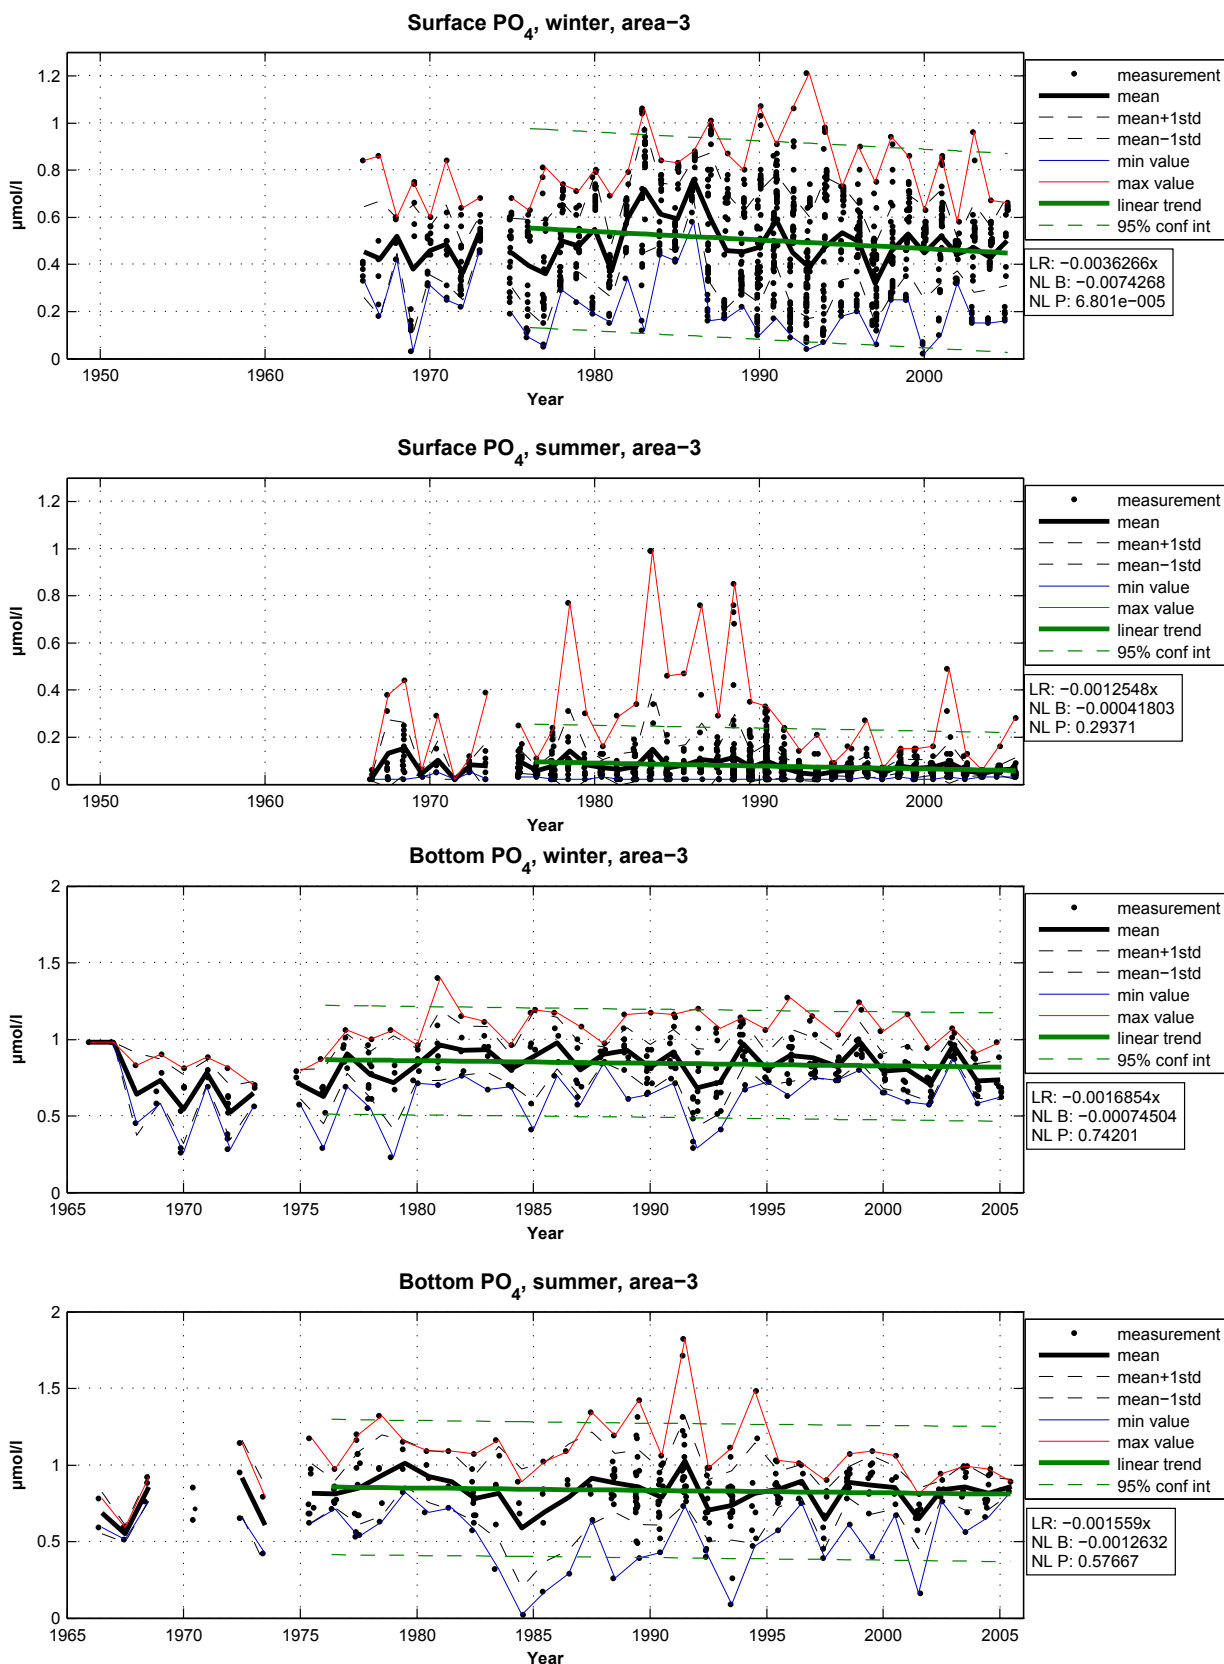 Surface PO4, winter, area−3
1.2
1
0.8
0.6
0.4
0.2
0
µmol/l
1950
1960
1970
1980
1990
2000
Year
measurement
mean
mean+1std
mean−1std
min value
max value
linear trend
95% conf int
LR: −0.0036266x
NL B: −0.0074268
NL P: 6.801e−005
Surface PO4, summer, area−3
1.2
1
0.8
0.6
0.4
0.2
0
µmol/l
1950
1960
1970
1980
1990
2000
Year
measurement
mean
mean+1std
mean−1std
min value
max value
linear trend
95% conf int
LR: −0.0012548x
NL B: −0.00041803
NL P: 0.29371
Bottom PO4, winter, area−3
2
1.5
1
0.5
0
µmol/l
1965
1970
1975
1980
1985
1990
1995
2000
2005
Year
measurement
mean
mean+1std
mean−1std
min value
max value
linear trend
95% conf int
LR: −0.0016854x
NL B: −0.00074504
NL P: 0.74201
Bottom PO4, summer, area−3
2
1.5
1
0.5
0
µmol/l
1965
1970
1975
1980
1985
1990
1995
2000
2005
Year
measurement
mean
mean+1std
mean−1std
min value
max value
linear trend
95% conf int
LR: −0.001559x
NL B: −0.0012632
NL P: 0.57667